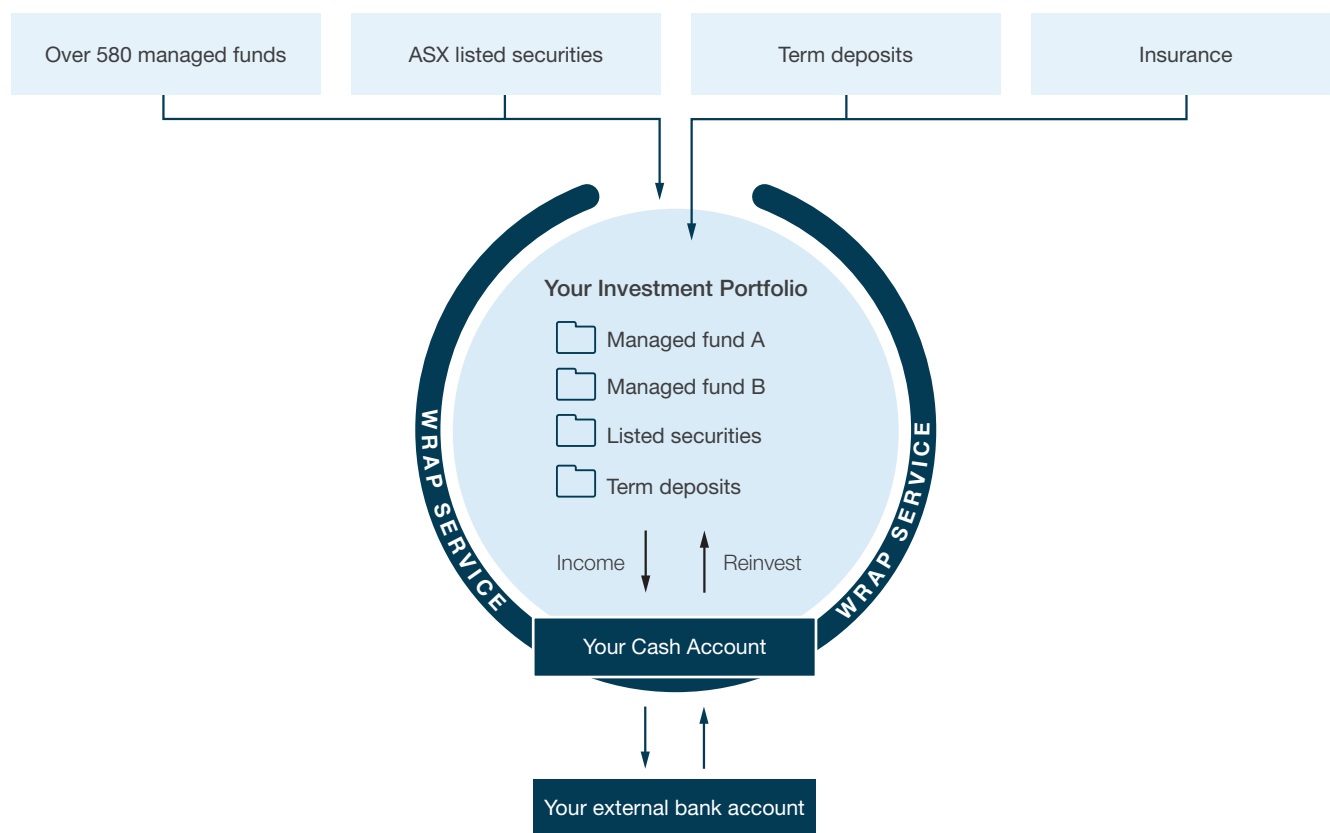 Over 580 managed funds
ASX listed securities
Term deposits
Insurance
Your Investment Portfolio
Managed fund A
Managed fund B
Listed securities
Term deposits
Income
Reinvest
WRAP SERVICE
WRAP SERVICE
Your Cash Account
Your external bank account